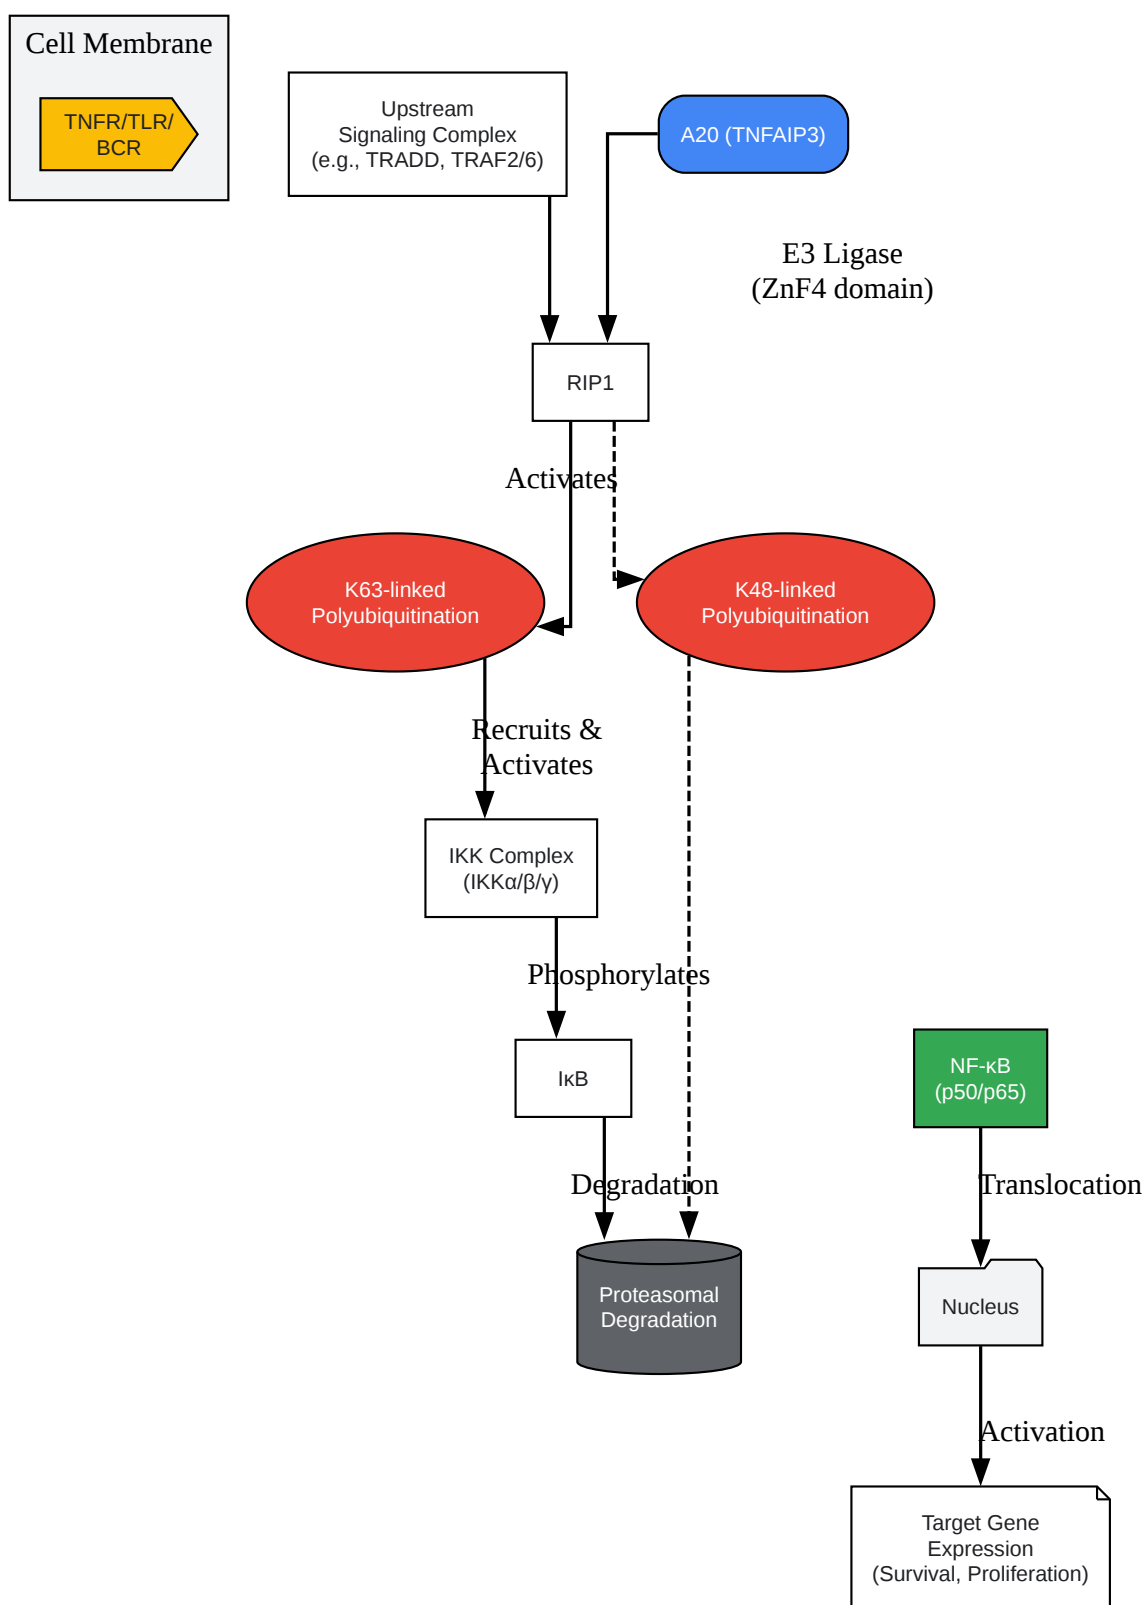 Cell Membrane
TNFR/TLR/
BCR
Upstream
Signaling Complex
(e.g., TRADD, TRAF2/6)
A20 (TNFAIP3)
E3 Ligase
(ZnF4 domain)
RIP1
Activates
K63-linked
Polyubiquitination
K48-linked
Polyubiquitination
Recruits &
Activates
IKK Complex
(IKKα/β/γ)
Phosphorylates
IκB
NF-κB
(p50/p65)
Degradation
Translocation
Proteasomal
Degradation
Nucleus
Activation
Target Gene
Expression
(Survival, Proliferation)